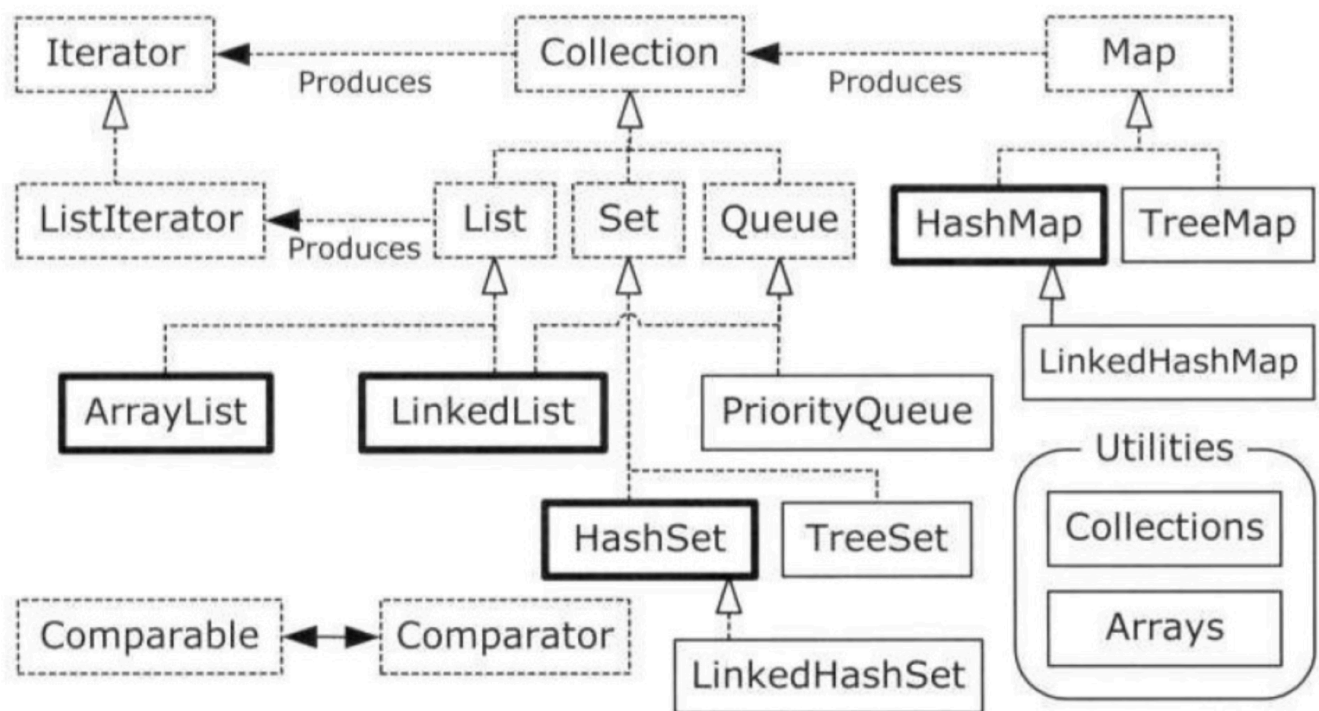 Iterator
Produces
Collection
Produces
Map
ListIterator
Produces
List
Set
Queue
HashMap
TreeMap
LinkedHashMap
ArrayList
LinkedList
PriorityQueue
Utilities
Collections
Arrays
HashSet
TreeSet
Comparable
Comparator
LinkedHashSet